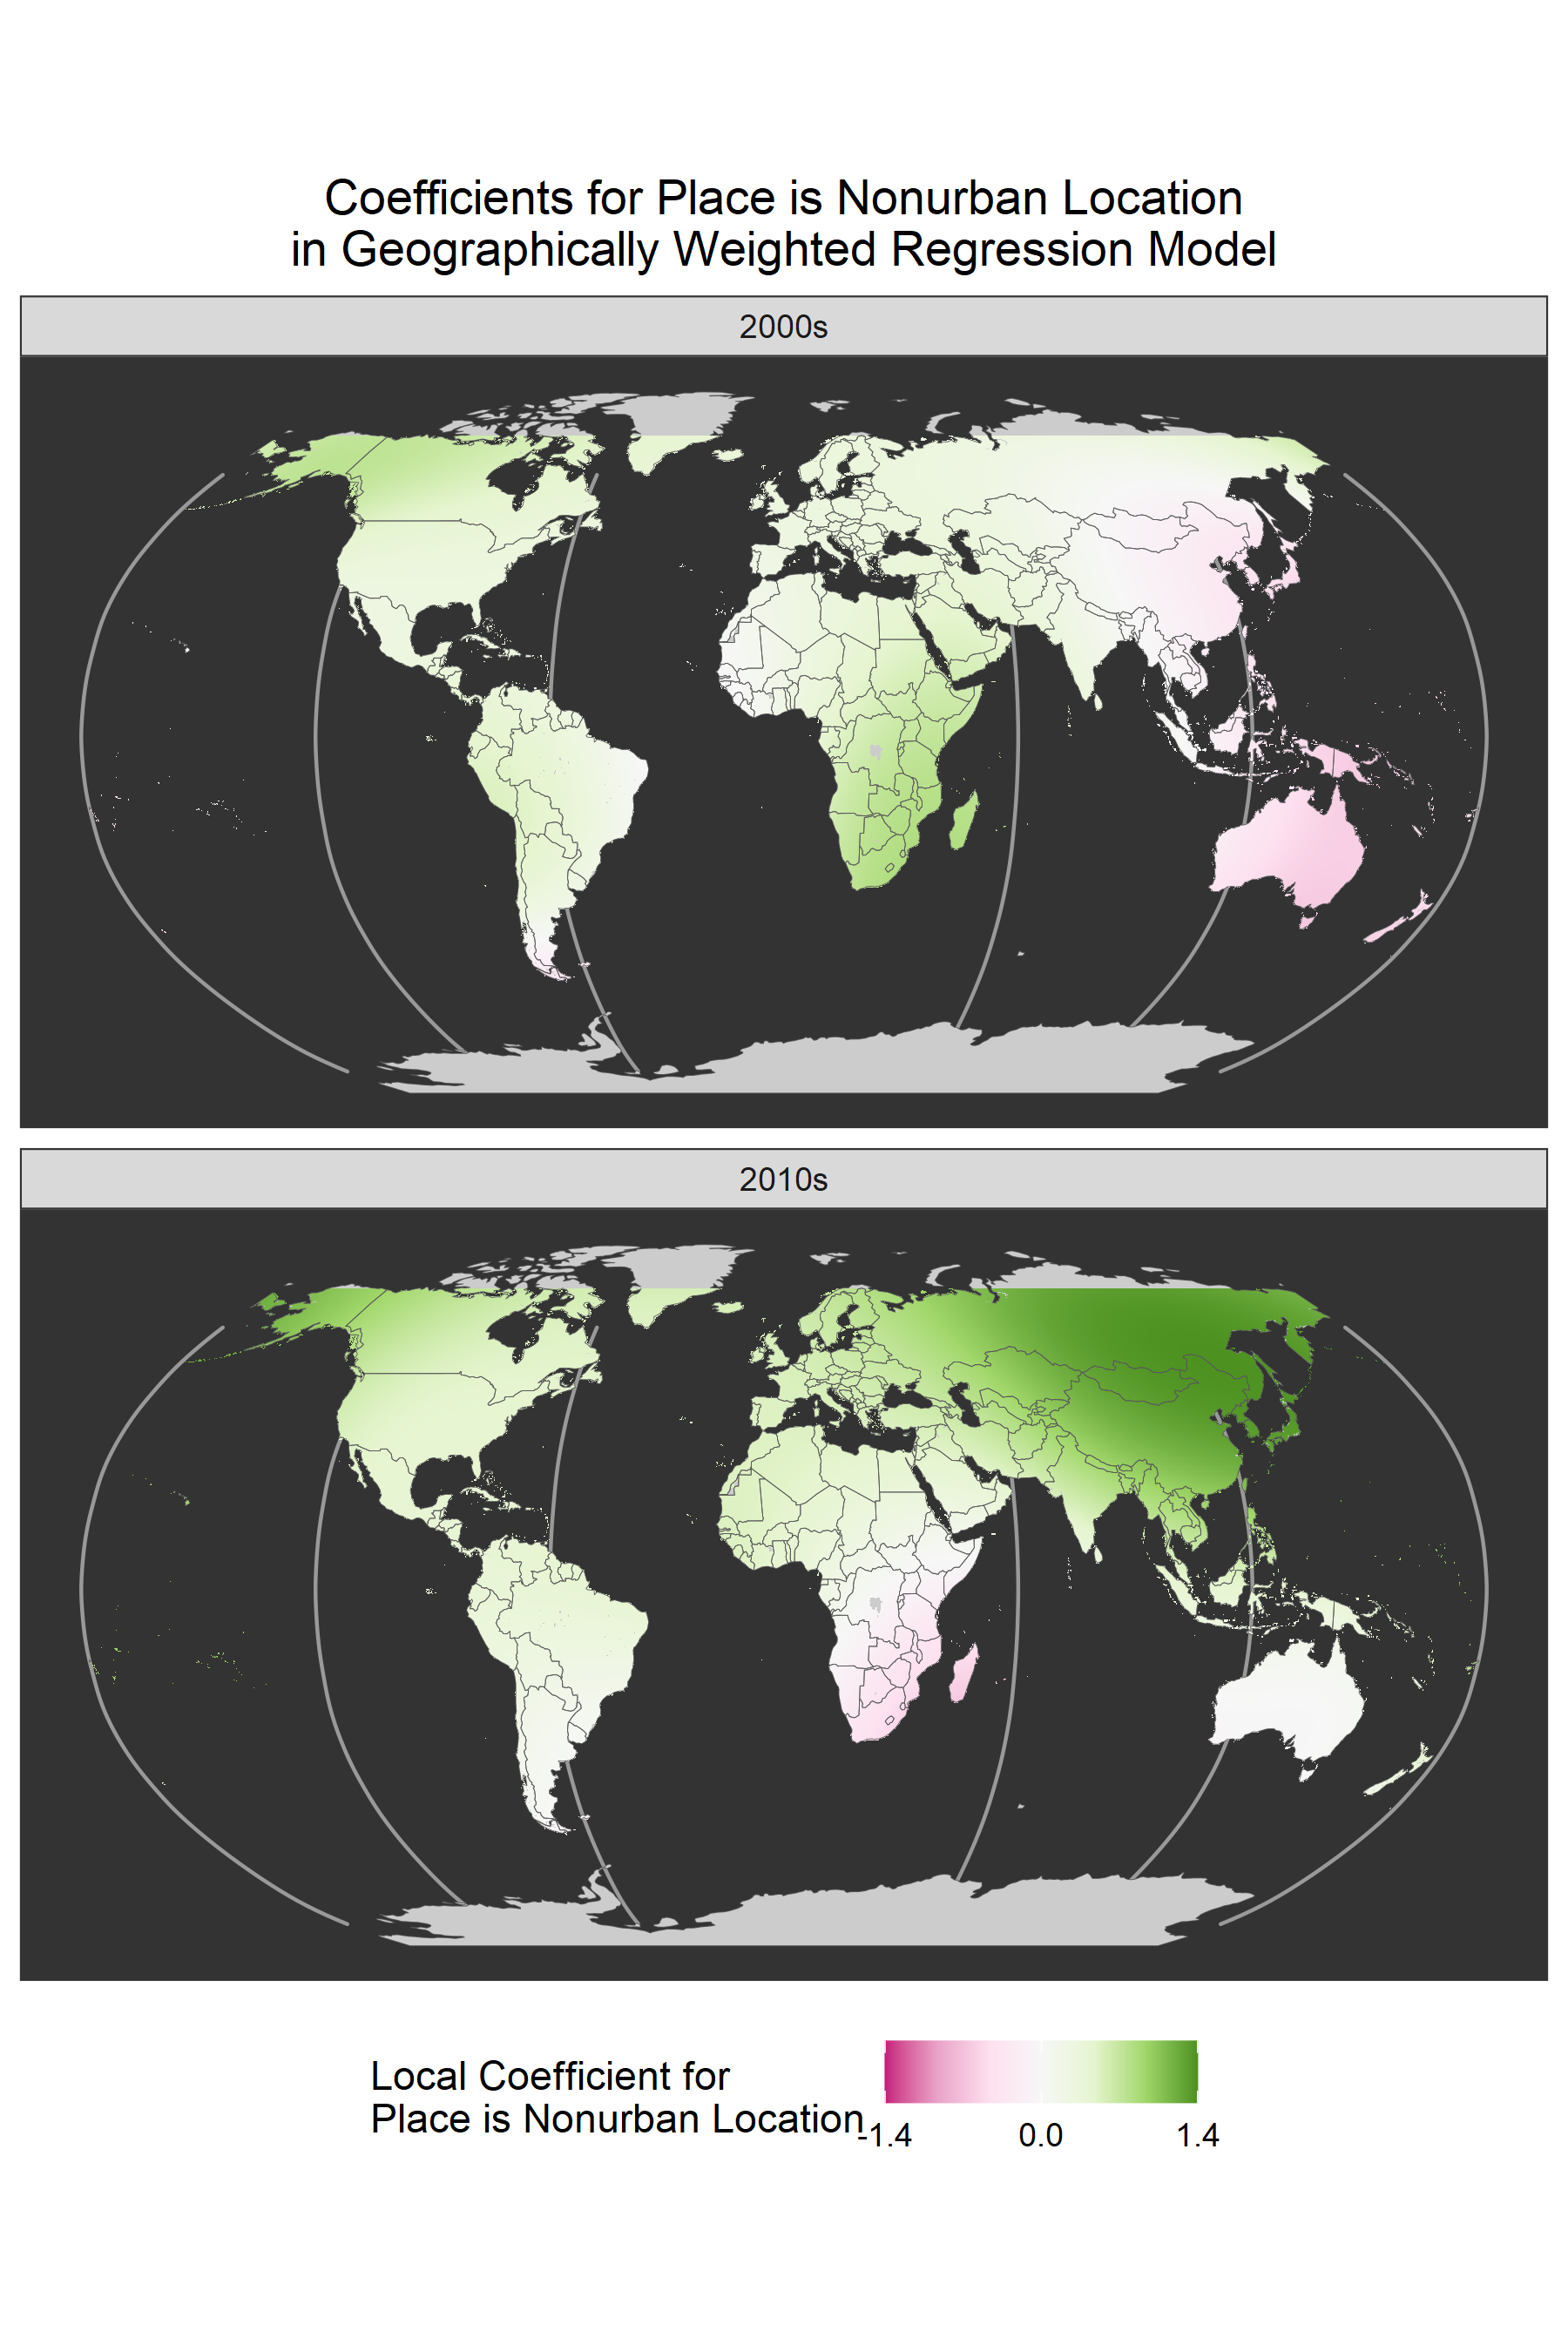 Coefficients for Place is Nonurban Location
in Geographically Weighted Regression Model
2000s
2010s
Local Coefficient for
Place is Nonurban Location
-1.4 0.0 1.4